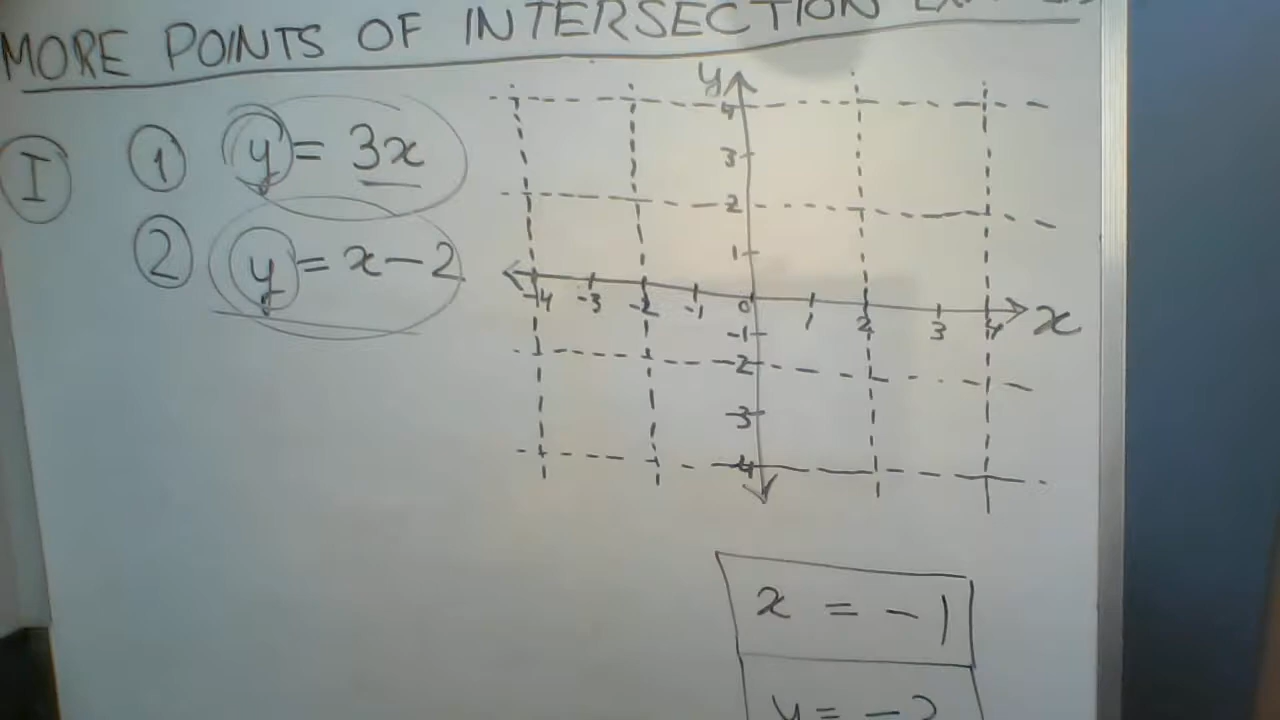 MORE POINTS OF INTERSECTION
I
1 y = 3x
2 y = x - 2
y
4
3
2
1
-4 -3 -2 -1 0 1 2 3 4 x
-1
-2
-3
-4
x = -1
y = -